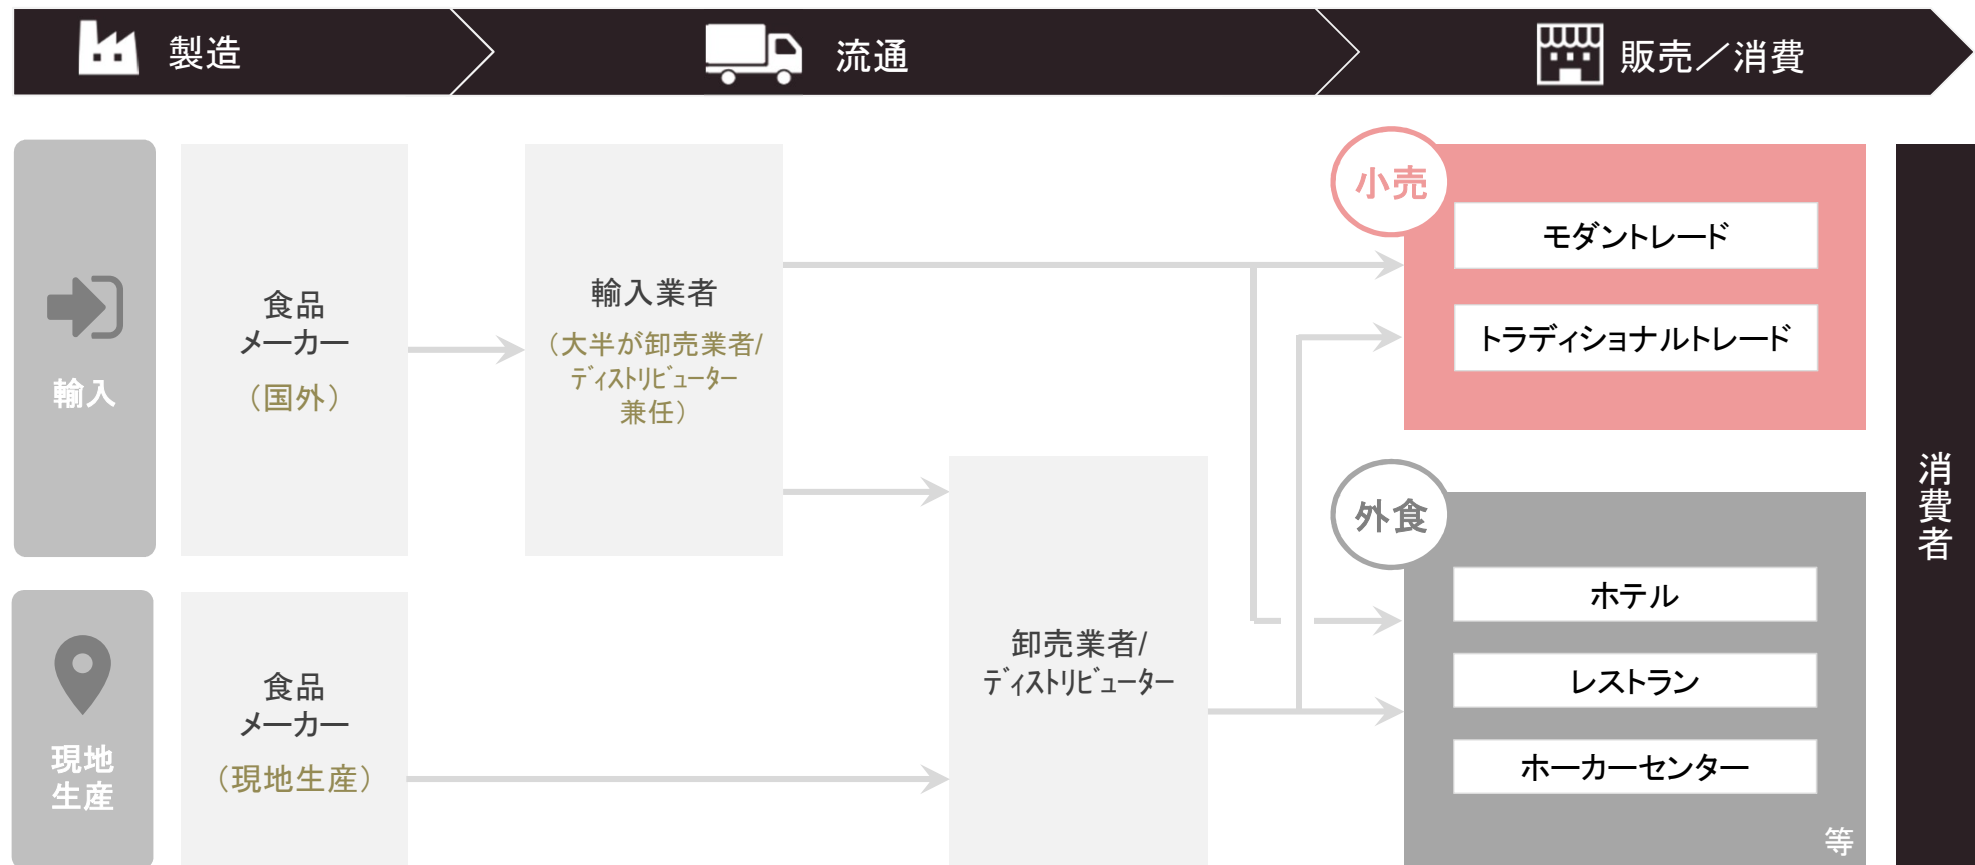 製造
流通
販売／消費
輸入
食品
メーカー
（国外）
輸入業者
（大半が卸売業者/
ﾃﾞｨｽﾄﾘﾋﾞｭｰﾀｰ
兼任）
小売
モダントレード
トラディショナルトレード
外食
ホテル
レストラン
ホーカーセンター
等
消費者
現地
生産
食品
メーカー
（現地生産）
卸売業者/
ﾃﾞｨｽﾄﾘﾋﾞｭｰﾀｰ